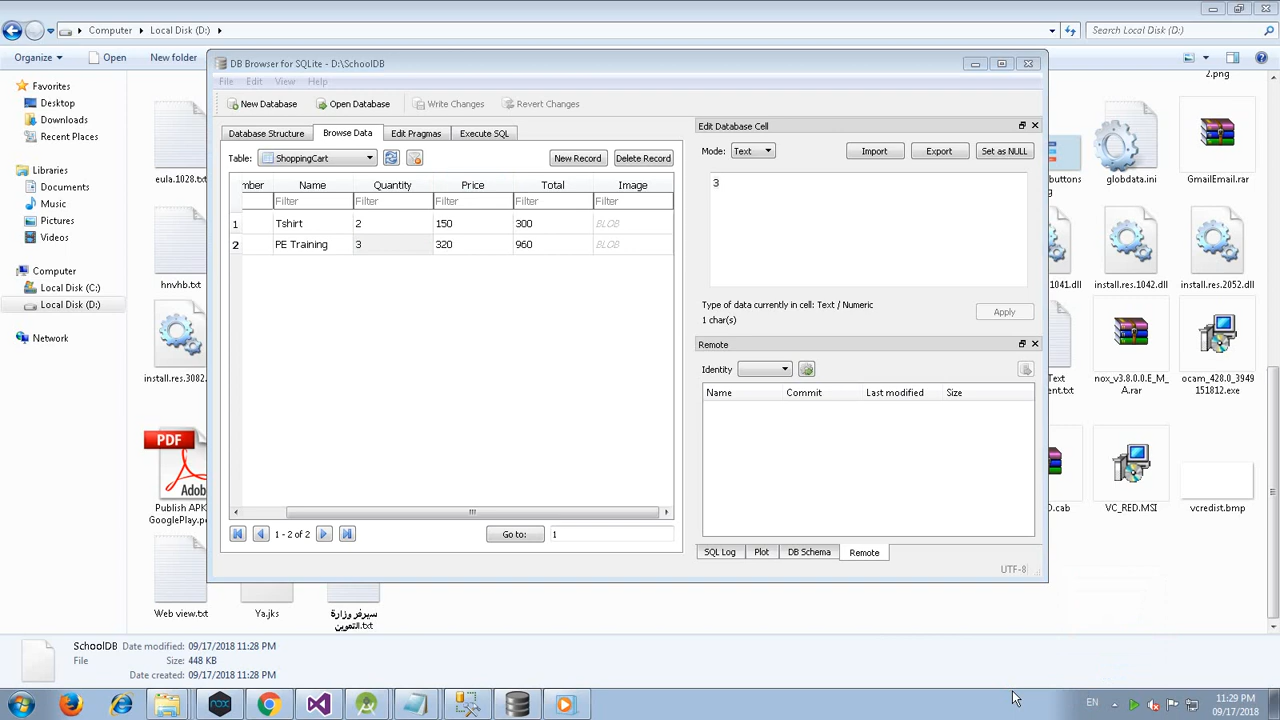 Computer Local Disk (D:) Search Local Disk (D:)
Organize Open New folder
Favorites
Desktop
Downloads
Recent Places
Libraries
Documents
Music
Pictures
Videos
Computer
Local Disk (C:)
Local Disk (D:)
Network
eula.1028.txt
hnvhb.txt
install.res.3082.
PDF
Adob
Publish APK
GooglePlay.p
Web view.txt
Ya.jks
سيرفر وزارة
التموين.txt
DB Browser for SQLite - D:\SchoolDB
File Edit View Help
New Database Open Database Write Changes Revert Changes
Database Structure Browse Data Edit Pragmas Execute SQL
Table: ShoppingCart New Record Delete Record
mber Name Quantity Price Total Image
Filter Filter Filter Filter Filter
1 Tshirt 2 150 300 BLOB
2 PE Training 3 320 960 BLOB
1 - 2 of 2 Go to: 1
Edit Database Cell
Mode: Text Import Export Set as NULL
3
Type of data currently in cell: Text / Numeric
1 char(s)
Apply
Remote
Identity
Name Commit Last modified Size
SQL Log Plot DB Schema Remote
UTF-8
2.png
buttons
globdata.ini
GmailEmail.rar
1041.dll
install.res.1042.dll
install.res.2052.dll
Text
ent.txt
nox_v3.8.0.0.E_M_
A.rar
ocam_428.0_3949
151812.exe
D.cab
VC_RED.MSI
vcredist.bmp
SchoolDB Date modified: 09/17/2018 11:28 PM
File Size: 448 KB
Date created: 09/17/2018 11:28 PM
nox
EN
11:29 PM
09/17/2018